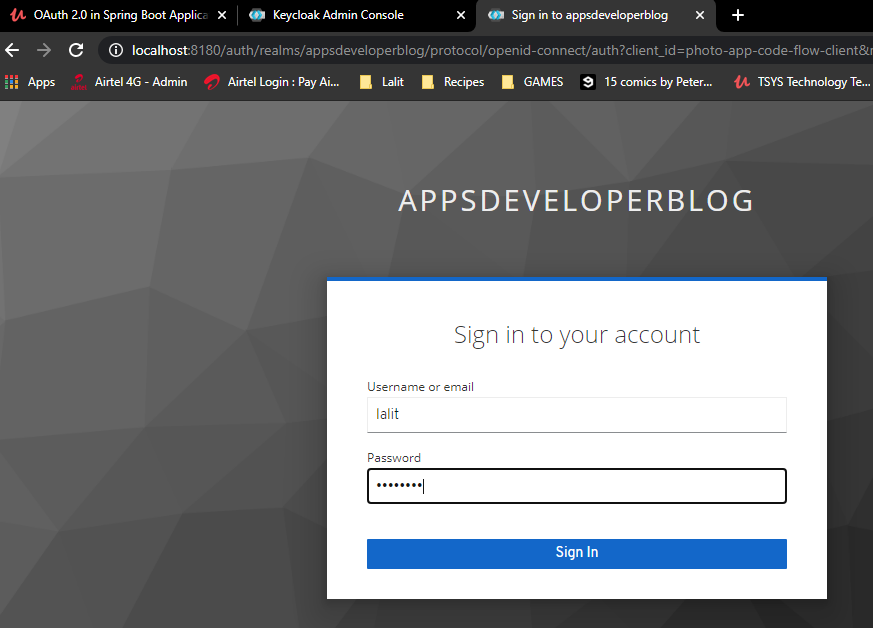 OAuth 2.0 in Spring Boot Applica
Keycloak Admin Console
Sign in to appsdeveloperblog
localhost:8180/auth/realms/appsdeveloperblog/protocol/openid-connect/auth?client_id=photo-app-code-flow-client&r
Apps
Airtel 4G - Admin
Airtel Login : Pay Ai...
Lalit
Recipes
GAMES
15 comics by Peter...
TSYS Technology Te...
APPSDEVELOPERBLOG
Sign in to your account
Username or email
lalit
Password
••••••••
Sign In